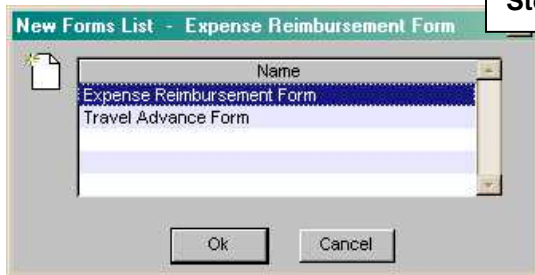 New Forms List - Expense Reimbursement Form
Name
Expense Reimbursement Form
Travel Advance Form
Ok
Cancel